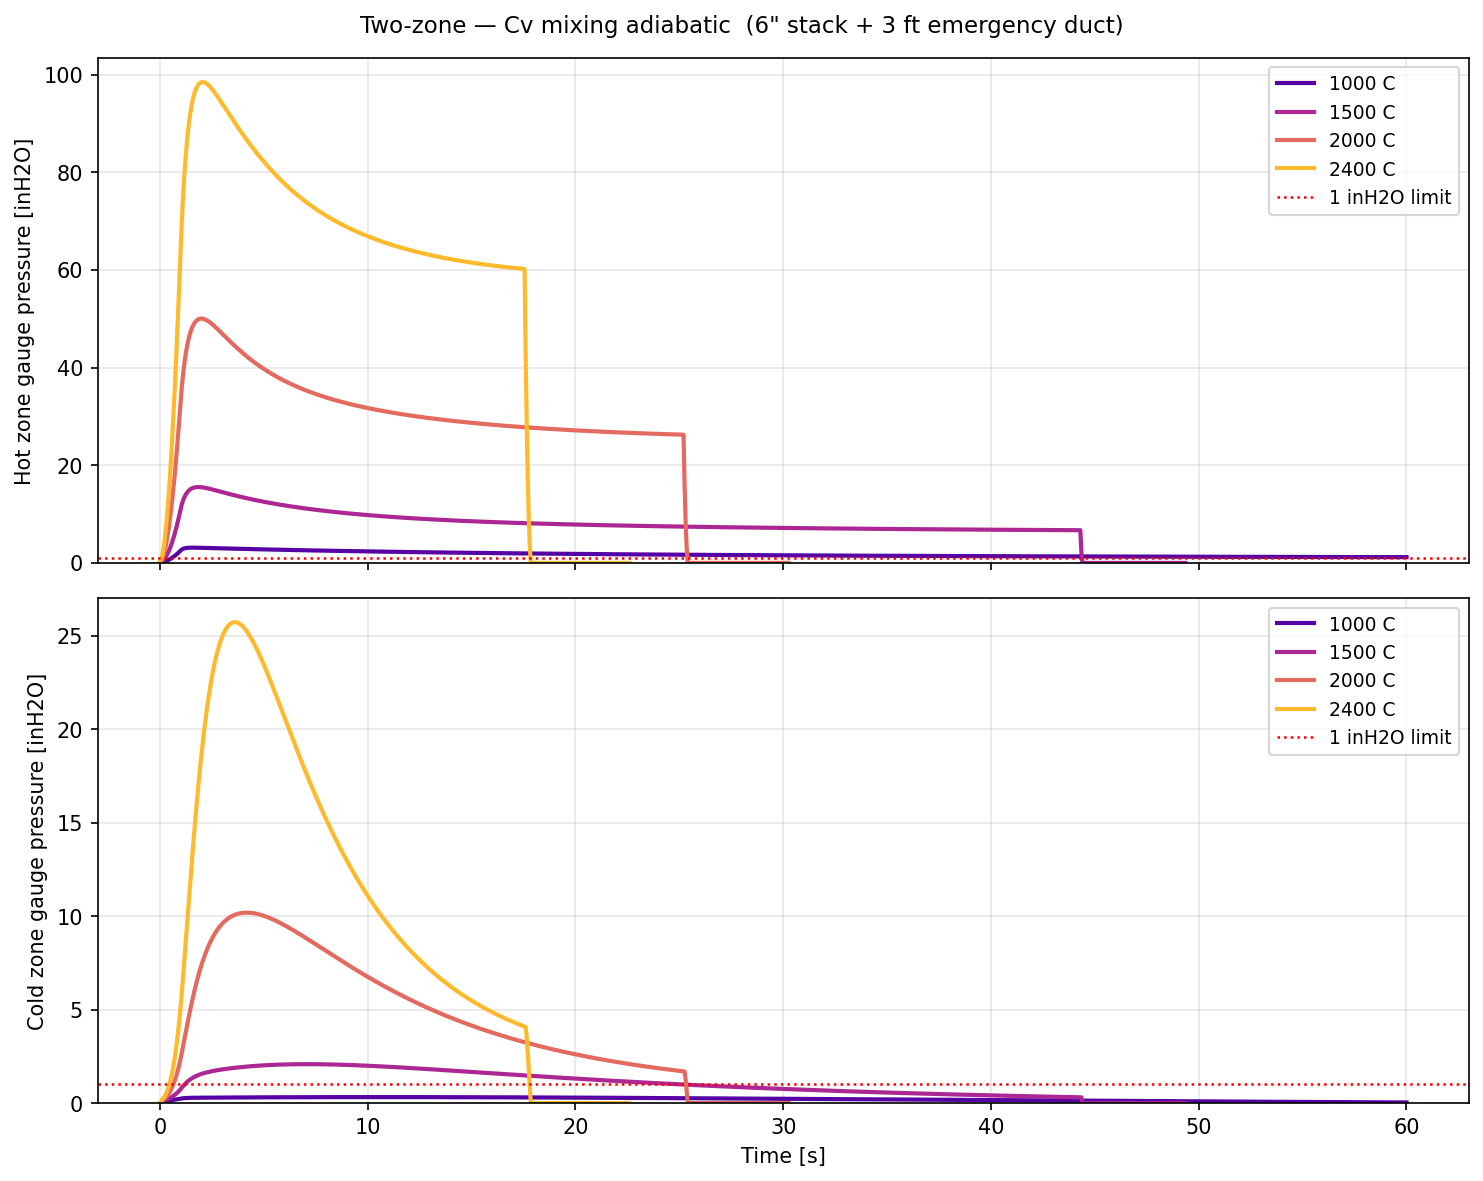 Two-zone — Cv mixing adiabatic (6" stack + 3 ft emergency duct)
Hot zone gauge pressure [inH2O]
100
80
60
40
20
0
1000 C
1500 C
2000 C
2400 C
1 inH2O limit
Cold zone gauge pressure [inH2O]
25
20
15
10
5
0
1000 C
1500 C
2000 C
2400 C
1 inH2O limit
0 10 20 30 40 50 60
Time [s]